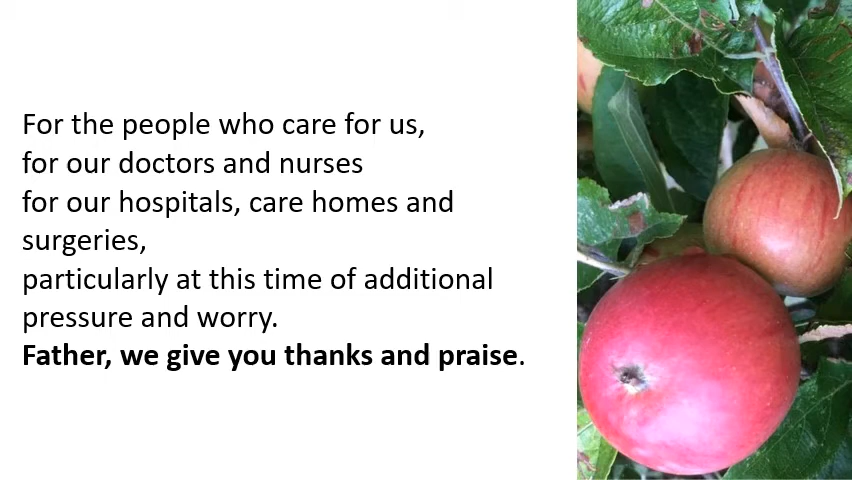 For the people who care for us,
for our doctors and nurses
for our hospitals, care homes and
surgeries,
particularly at this time of additional
pressure and worry.
Father, we give you thanks and praise.